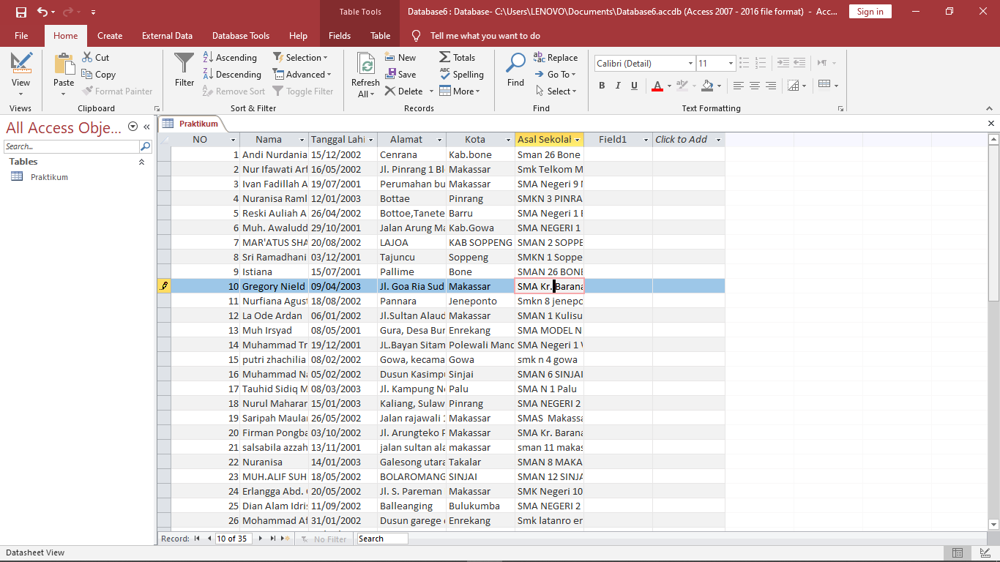 Table Tools
Database6 : Database- C:\Users\LENOVO\Documents\Database6.accdb (Access 2007 - 2016 file format) - Acc...
Sign in
File Home Create External Data Database Tools Help Fields Table Tell me what you want to do
View
Views
Paste
Cut
Copy
Format Painter
Clipboard
Filter
Ascending
Descending
Remove Sort
Selection
Advanced
Toggle Filter
Sort & Filter
Refresh
All
New
Save
Delete
Totals
Spelling
More
Records
Find
Replace
Go To
Select
Find
Calibri (Detail) 11
B I U A
Text Formatting
All Access Obje...
Search...
Tables
Praktikum
Praktikum
NO Nama Tanggal Lahi Alamat Kota Asal Sekolah Field1 Click to Add
1 Andi Nurdania 15/12/2002 Cenrana Kab.bone Sman 26 Bone
2 Nur Ifawati Arf 16/05/2002 Jl. Pinrang 1 Bl Makassar Smk Telkom M
3 Ivan Fadillah A 19/07/2001 Perumahan bu Makassar SMA Negeri 9
4 Nuranisa Raml 12/01/2003 Bottae Pinrang SMKN 3 PINRA
5 Reski Auliah A 26/04/2002 Bottoe,Tanete Barru SMA Negeri 1
6 Muh. Awaludd 29/10/2001 Jalan Arung Ma Kab.Gowa SMA NEGERI 1
7 MAR'ATUS SHA 20/08/2002 LAJOA KAB SOPPENG SMAN 2 SOPPE
8 Sri Ramadhani 03/12/2001 Tajuncu Soppeng SMKN 1 Soppe
9 Istiana 15/07/2001 Pallime Bone SMAN 26 BONE
10 Gregory Nield 09/04/2003 Jl. Goa Ria Sud Makassar SMA Kr. Barana
11 Nurfiana Agust 18/08/2002 Pannara Jeneponto Smkn 8 jenepo
12 La Ode Ardan 06/01/2002 Jl.Sultan Alaud Makassar SMAN 1 Kulisu
13 Muh Irsyad 08/05/2001 Gura, Desa Bun Enrekang SMA MODEL N
14 Muhammad Tr 19/12/2001 JL.Bayan Sitam Polewali Mand SMA Negeri 1
15 putri zhachilia 08/02/2002 Gowa, kecama Gowa smk n 4 gowa
16 Muhammad Na 05/02/2002 Dusun Kasimpu Sinjai SMAN 6 SINJAI
17 Tauhid Sidiq M 08/03/2003 Jl. Kampung Palu SMA N 1 Palu
18 Nurul Maharan 15/01/2003 Kaliang, Sulaw Pinrang SMA NEGERI 2
19 Saripah Maulan 26/05/2002 Jalan rajawali 1 Makassar SMAS Makassa
20 Firman Pongba 03/10/2002 Jl. Arungteko P Makassar SMA Kr. Barana
21 salsabila azzah 13/11/2001 jalan sultan ala makassar sman 11 makas
22 Nuranisa 14/01/2003 Galesong utara Takalar SMAN 8 MAKA
23 MUH.ALIF SUH 18/05/2002 BOLAROMANG SINJAI SMAN 12 SINJA
24 Erlangga Abd. 20/05/2002 Jl. S. Pareman Makassar SMK Negeri 10
25 Dian Alam Idris 11/09/2002 Balleanging Bulukumba SMA NEGERI 2
26 Mohammad Af 31/01/2002 Dusun garege Enrekang Smk latanro en
Record: 10 of 35 No Filter Search
Datasheet View